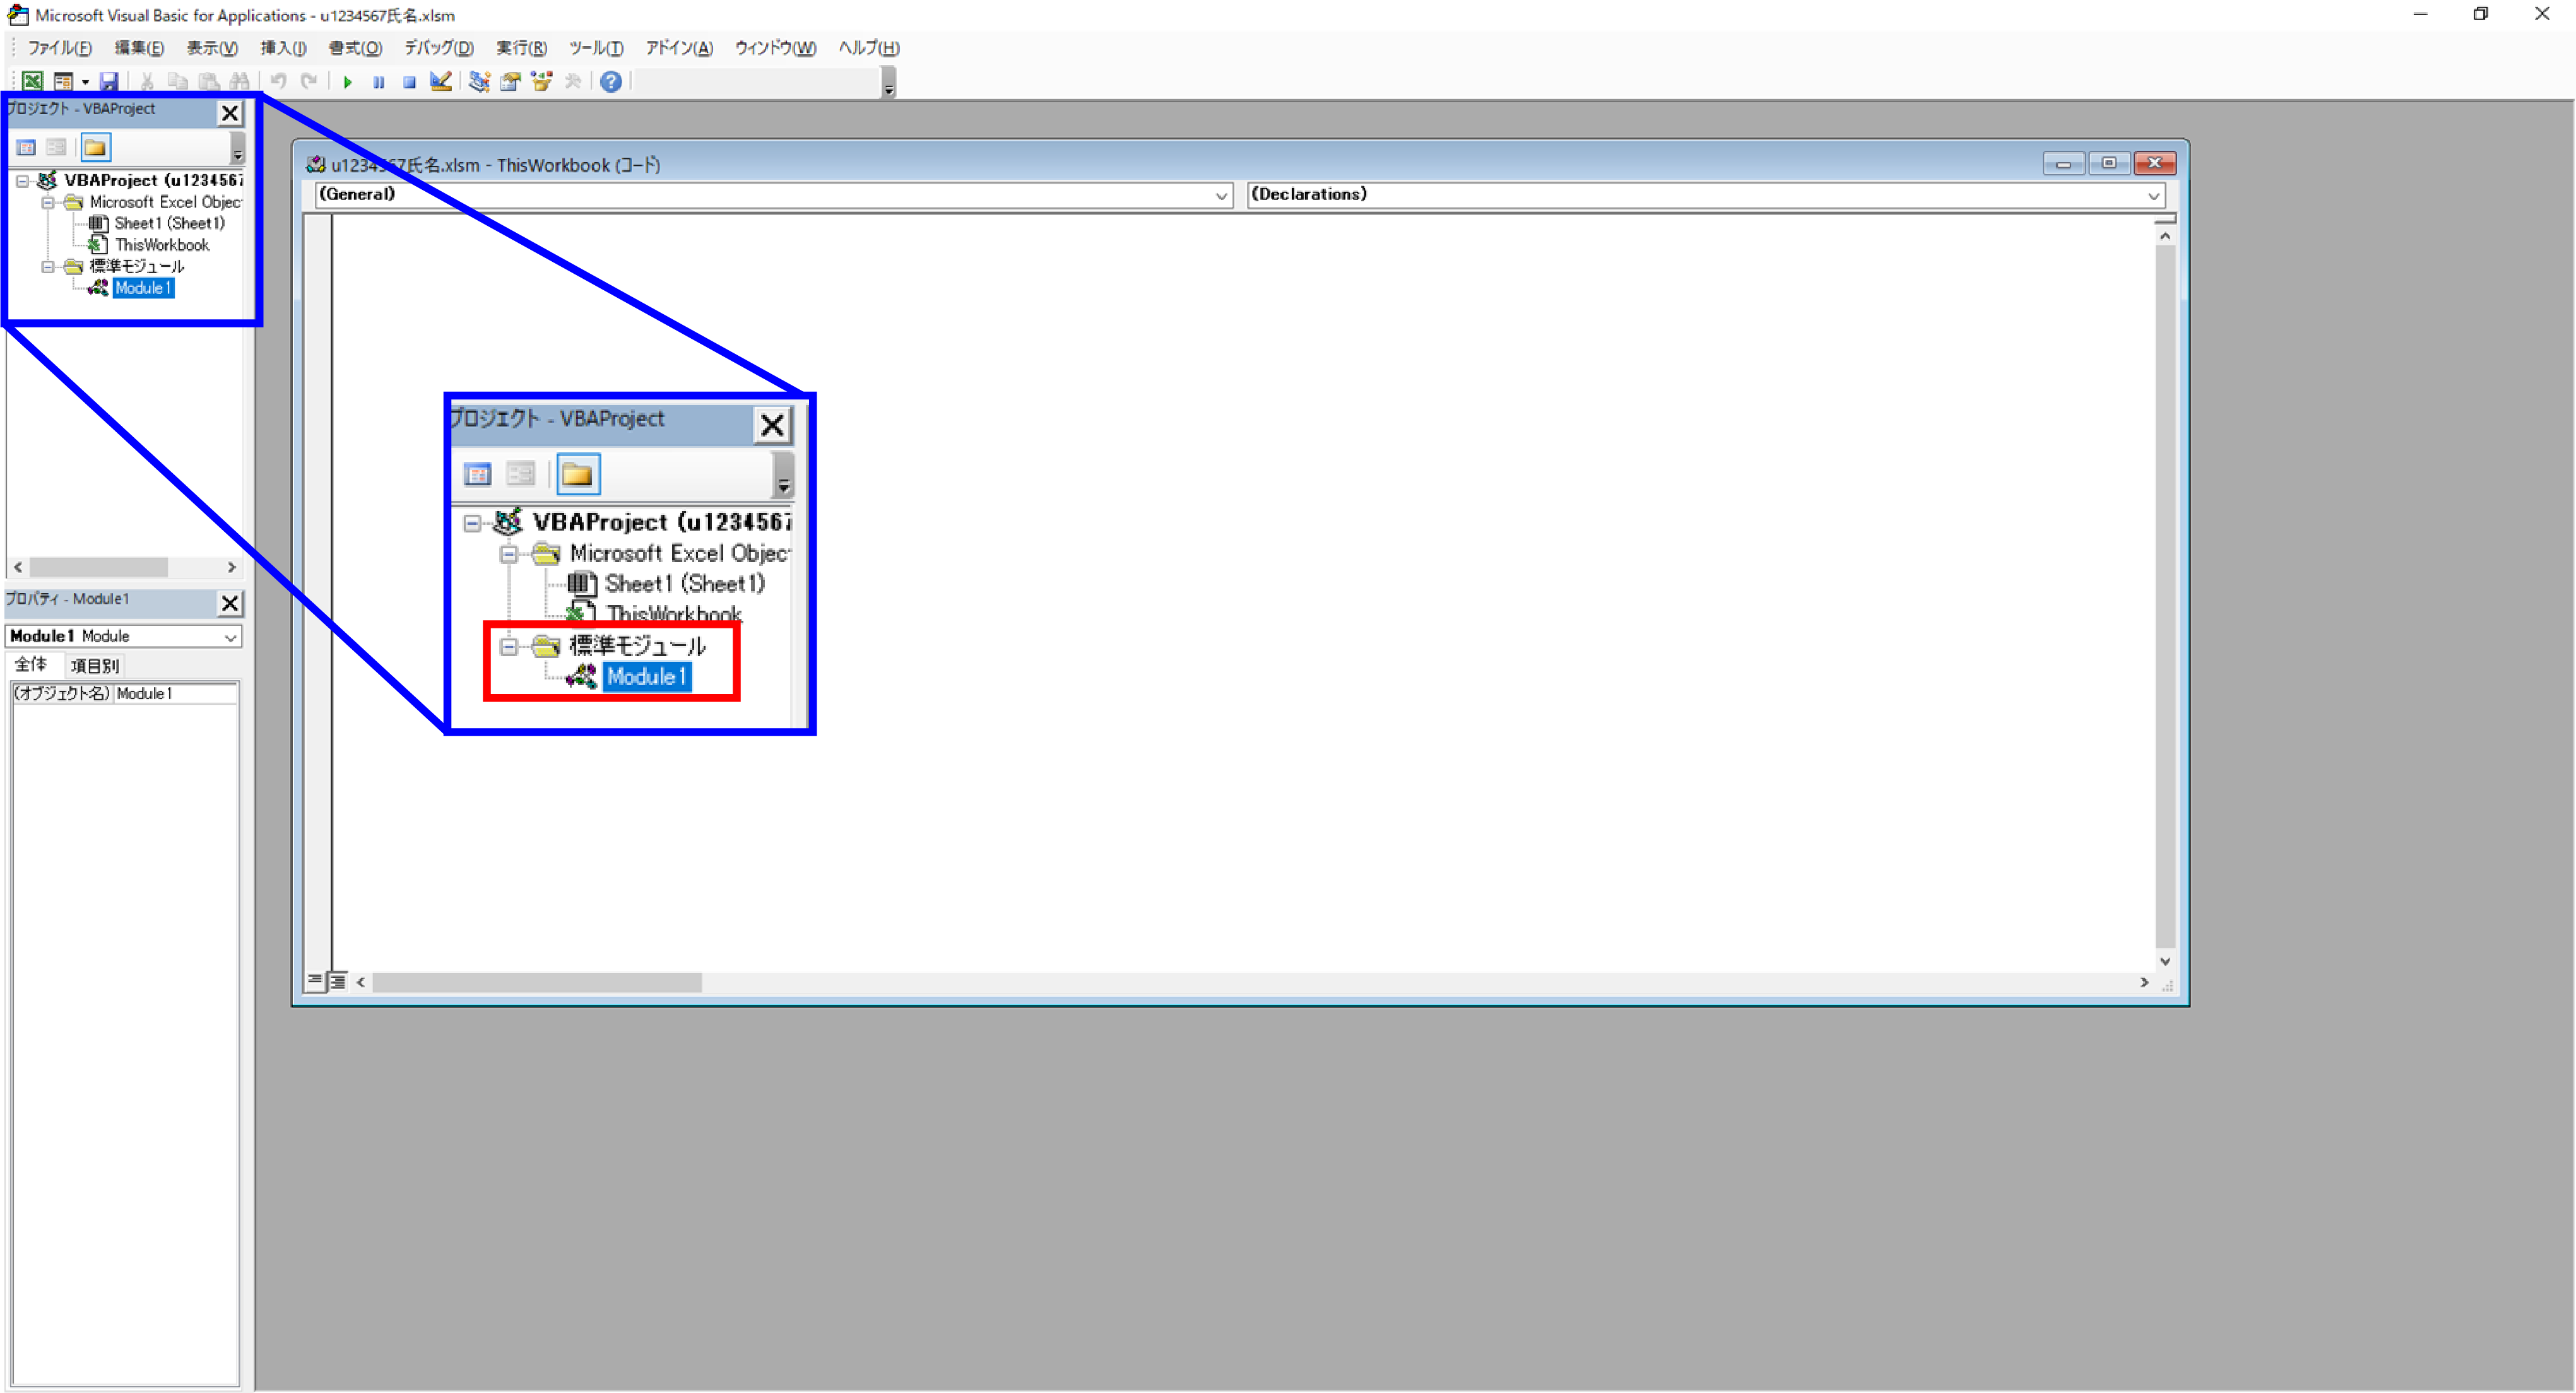 Microsoft Visual Basic for Applications - u1234567氏名.xlsm
ファイル(F) 編集(E) 表示(V) 挿入(I) 書式(O) デバッグ(D) 実行(R) ツール(T) アドイン(A) ウィンドウ(W) ヘルプ(H)
プロジェクト - VBAProject
VBAProject (u1234567
Microsoft Excel Objec
Sheet1 (Sheet1)
ThisWorkbook
標準モジュール
Module1
プロパティ - Module1
Module1 Module
全体 項目別
(オブジェクト名) Module1
u1234567氏名.xlsm - ThisWorkbook (コード)
(General) (Declarations)
プロジェクト - VBAProject
VBAProject (u1234567
Microsoft Excel Objec
Sheet1 (Sheet1)
ThisWorkbook
標準モジュール
Module1